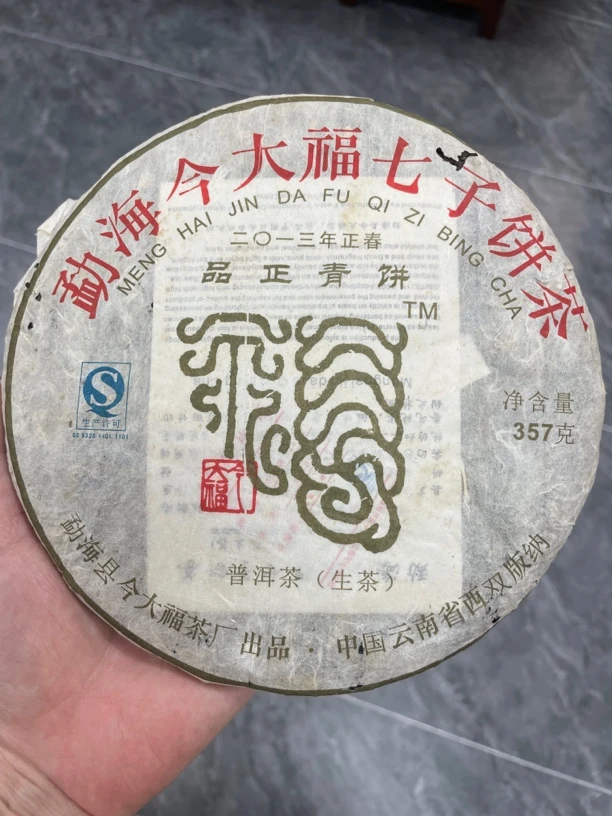 勐海今大福七子饼茶
MENG HAI JIN DA FU QI ZI BING CHA
二〇一三年正春
品正青饼
TM
生产许可
净含量
357克
今大福
普洱茶（生茶）
勐海县今大福茶厂出品·中国云南省西双版纳